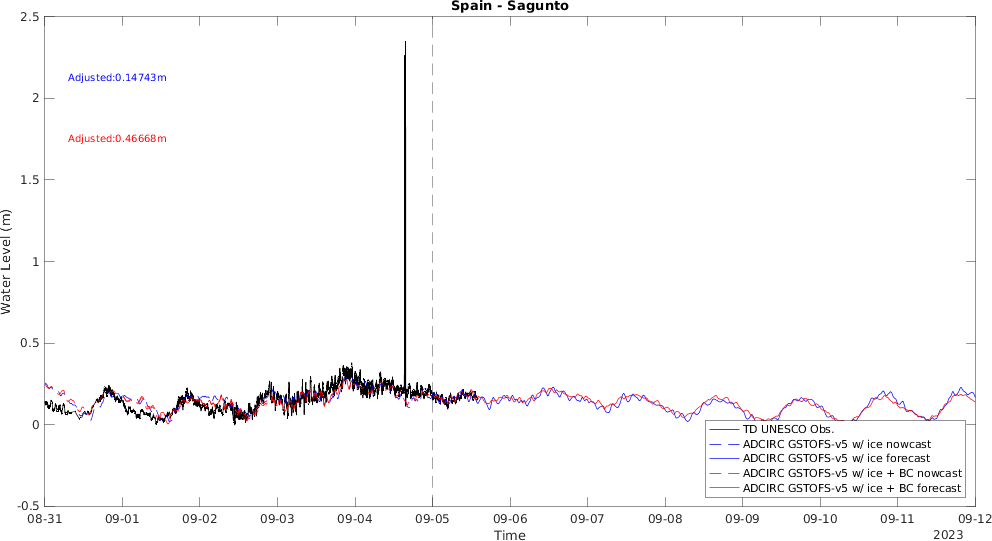 Spain - Sagunto
2.5
2
1.5
1
0.5
0
-0.5
Water Level (m)
Adjusted:0.14743m
Adjusted:0.46668m
TD UNESCO Obs.
ADCIRC GSTOFS-v5 w/ ice nowcast
ADCIRC GSTOFS-v5 w/ ice forecast
ADCIRC GSTOFS-v5 w/ ice + BC nowcast
ADCIRC GSTOFS-v5 w/ ice + BC forecast
08-31 09-01 09-02 09-03 09-04 09-05 09-06 09-07 09-08 09-09 09-10 09-11 09-12
Time
2023